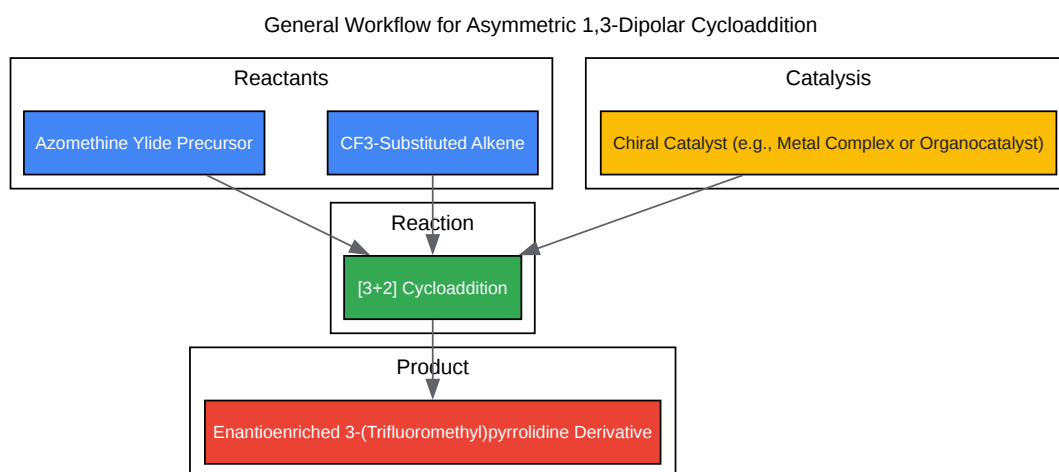 General Workflow for Asymmetric 1,3-Dipolar Cycloaddition
Reactants
Catalysis
Azomethine Ylide Precursor
CF3-Substituted Alkene
Chiral Catalyst (e.g., Metal Complex or Organocatalyst)
Reaction
[3+2] Cycloaddition
Product
Enantioenriched 3-(Trifluoromethyl)pyrrolidine Derivative